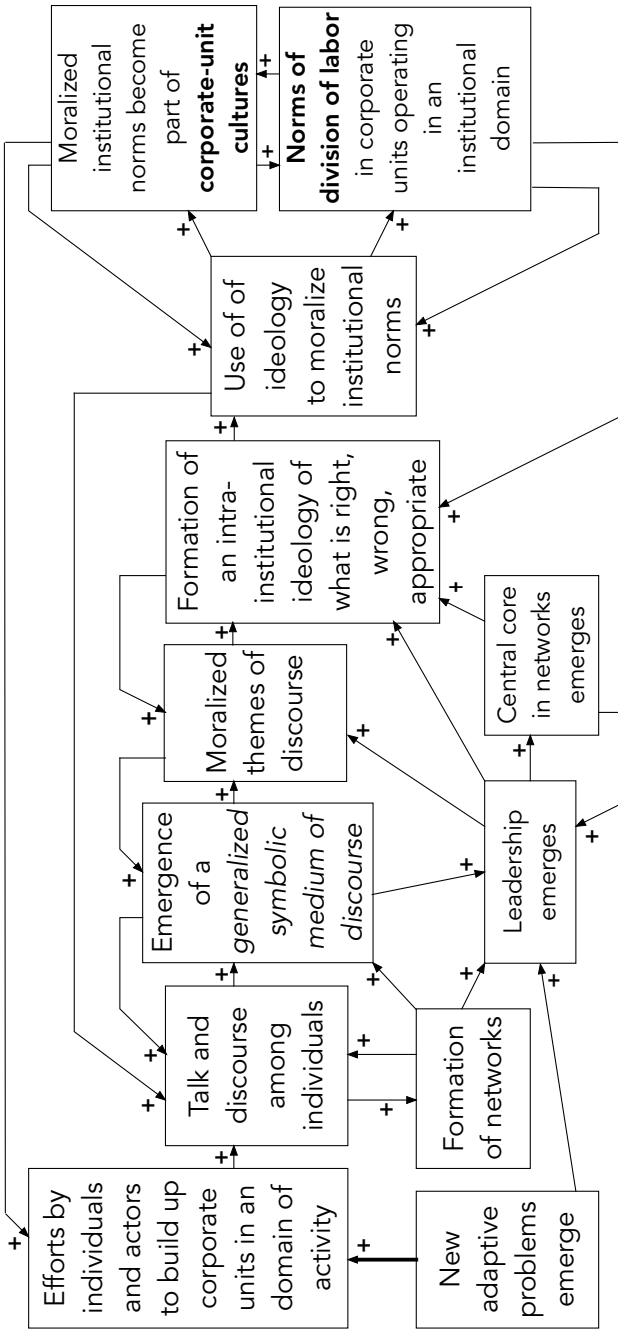 Efforts by
individuals
and actors
to build up
corporate
units in an
domain of
activity
+
New
adaptive
problems
emerge
+
+
Talk and
discourse
among
individuals
+
+
+
+
Formation
of networks
+
Emergence
of a
generalized
symbolic
medium of
discourse
+
+
+
Moralized
themes of
discourse
+
+
+
Leadership
emerges
+
+
+
+
Central core
in networks
emerges
+
Formation of
an intra-
institutional
ideology of
what is right,
wrong,
appropriate
+
+
+
+
Use of of
ideology
to moralize
institutional
norms
+
+
+
Moralized
institutional
norms become
part of
corporate-unit
cultures
+
+
+
Norms of
division of labor
in corporate
units operating
in an
institutional
domain
+